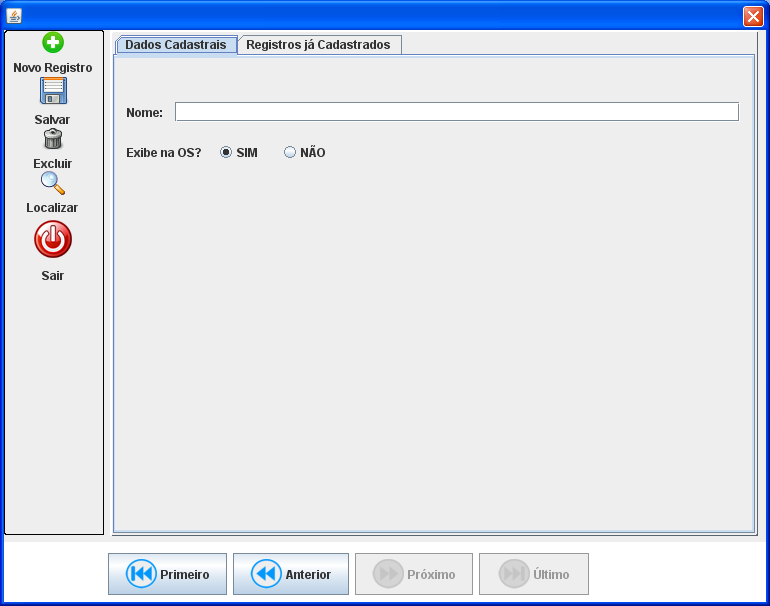 Dados Cadastrais Registros já Cadastrados
Novo Registro
Salvar
Excluir
Localizar
Sair
Nome:
Exibe na OS? SIM NÃO
Primeiro Anterior Próximo Último